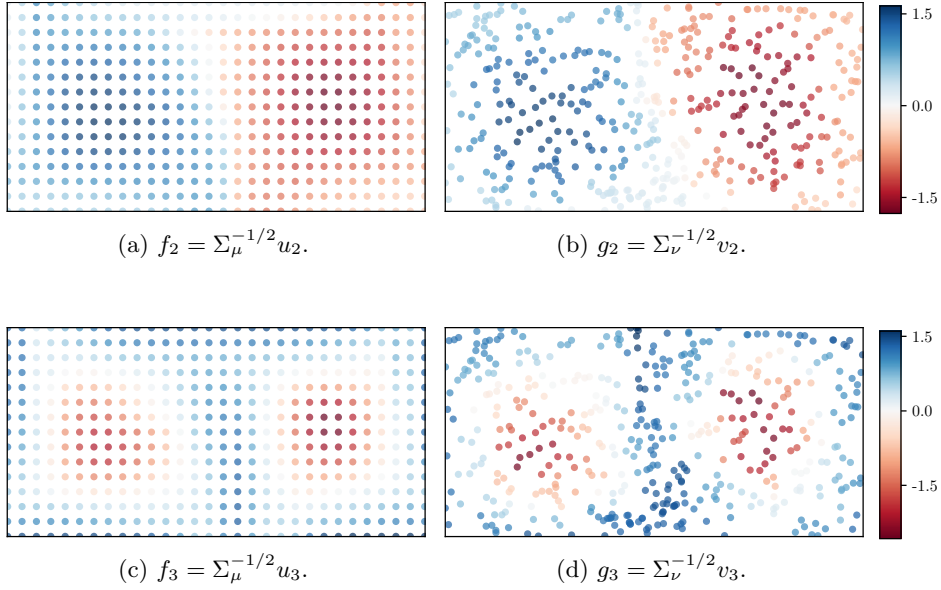 1.5
0.0
-1.5
(a) f₂ = Σ_μ^{-1/2} u₂.
(b) g₂ = Σ_ν^{-1/2} v₂.
1.5
0.0
-1.5
(c) f₃ = Σ_μ^{-1/2} u₃.
(d) g₃ = Σ_ν^{-1/2} v₃.